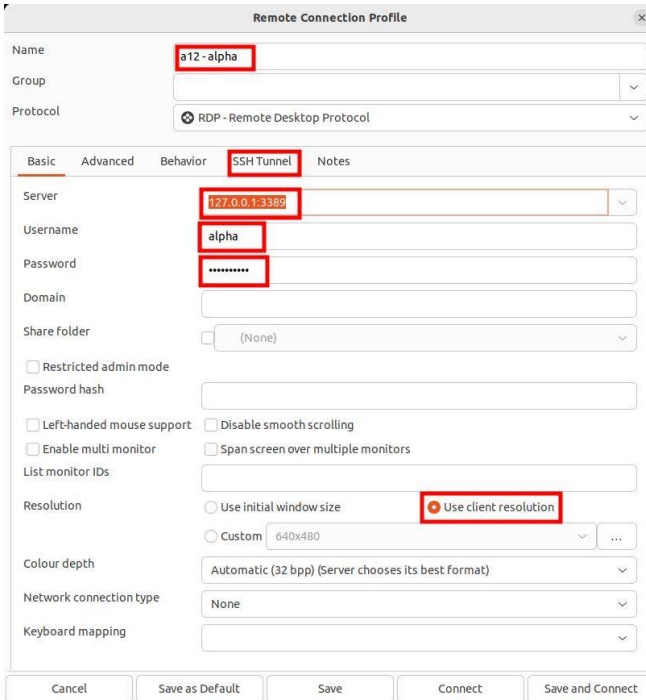 Remote Connection Profile
Name
a12 - alpha
Group
Protocol
RDP - Remote Desktop Protocol
Basic Advanced Behavior SSH Tunnel Notes
Server
127.0.0.1:3389
Username
alpha
Password
••••••••••
Domain
Share folder
(None)
Restricted admin mode
Password hash
Left-handed mouse support Disable smooth scrolling
Enable multi monitor Span screen over multiple monitors
List monitor IDs
Resolution Use initial window size Use client resolution
Custom 640x480 ...
Colour depth
Automatic (32 bpp) (Server chooses its best format)
Network connection type
None
Keyboard mapping
Cancel Save as Default Save Connect Save and Connect